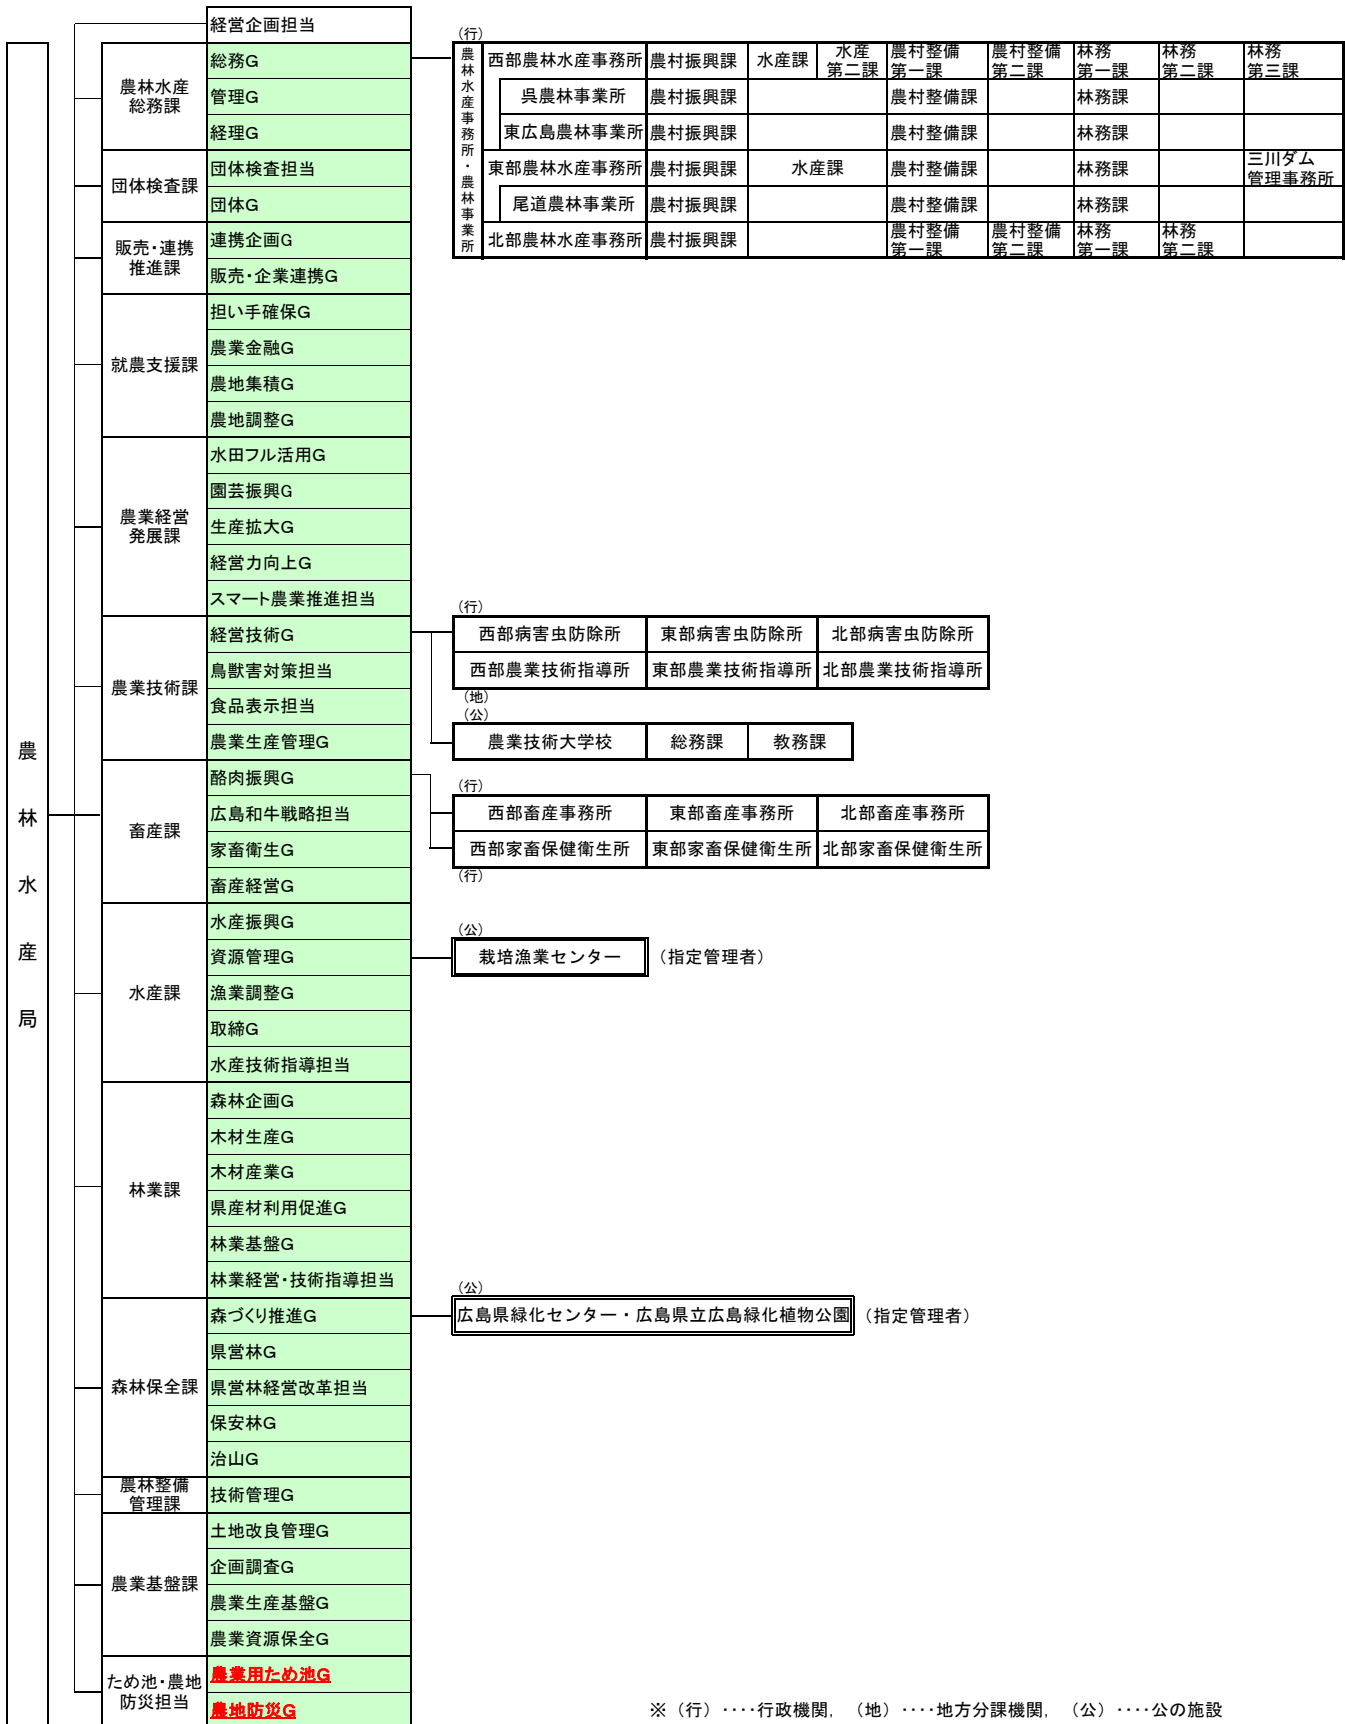 農林水産局
経営企画担当
農林水産
総務課
総務G
管理G
経理G
団体検査課
団体検査担当
団体G
販売・連携
推進課
連携企画G
販売・企業連携G
就農支援課
担い手確保G
農業金融G
農地集積G
農地調整G
農業経営
発展課
水田フル活用G
園芸振興G
生産拡大G
経営力向上G
スマート農業推進担当
農業技術課
経営技術G
鳥獣害対策担当
食品表示担当
農業生産管理G
畜産課
酪肉振興G
広島和牛戦略担当
家畜衛生G
畜産経営G
水産課
水産振興G
資源管理G
漁業調整G
取締G
水産技術指導担当
林業課
森林企画G
木材生産G
木材産業G
県産材利用促進G
林業基盤G
林業経営・技術指導担当
森林保全課
森づくり推進G
県営林G
県営林経営改革担当
保安林G
治山G
農林整備
管理課
技術管理G
農業基盤課
土地改良管理G
企画調査G
農業生産基盤G
農業資源保全G
ため池・農地
防災担当
農業用ため池G
農地防災G
（行）
農林水産事務所・農林事業所
西部農林水産事務所 農村振興課 水産課 水産第二課 農村整備第一課 農村整備第二課 林務第一課 林務第二課 林務第三課
呉農林事業所 農村振興課 農村整備課 林務課
東広島農林事業所 農村振興課 農村整備課 林務課
東部農林水産事務所 農村振興課 水産課 農村整備課 林務課 三川ダム管理事務所
尾道農林事業所 農村振興課 農村整備課 林務課
北部農林水産事務所 農村振興課 農村整備第一課 農村整備第二課 林務第一課 林務第二課
（行）
西部病害虫防除所 東部病害虫防除所 北部病害虫防除所
西部農業技術指導所 東部農業技術指導所 北部農業技術指導所
（地）
（公）
農業技術大学校 総務課 教務課
（行）
西部畜産事務所 東部畜産事務所 北部畜産事務所
西部家畜保健衛生所 東部家畜保健衛生所 北部家畜保健衛生所
（行）
（公）
栽培漁業センター （指定管理者）
（公）
広島県緑化センター・広島県立広島緑化植物公園 （指定管理者）
※（行）‥‥行政機関，（地）‥‥地方分課機関，（公）‥‥公の施設